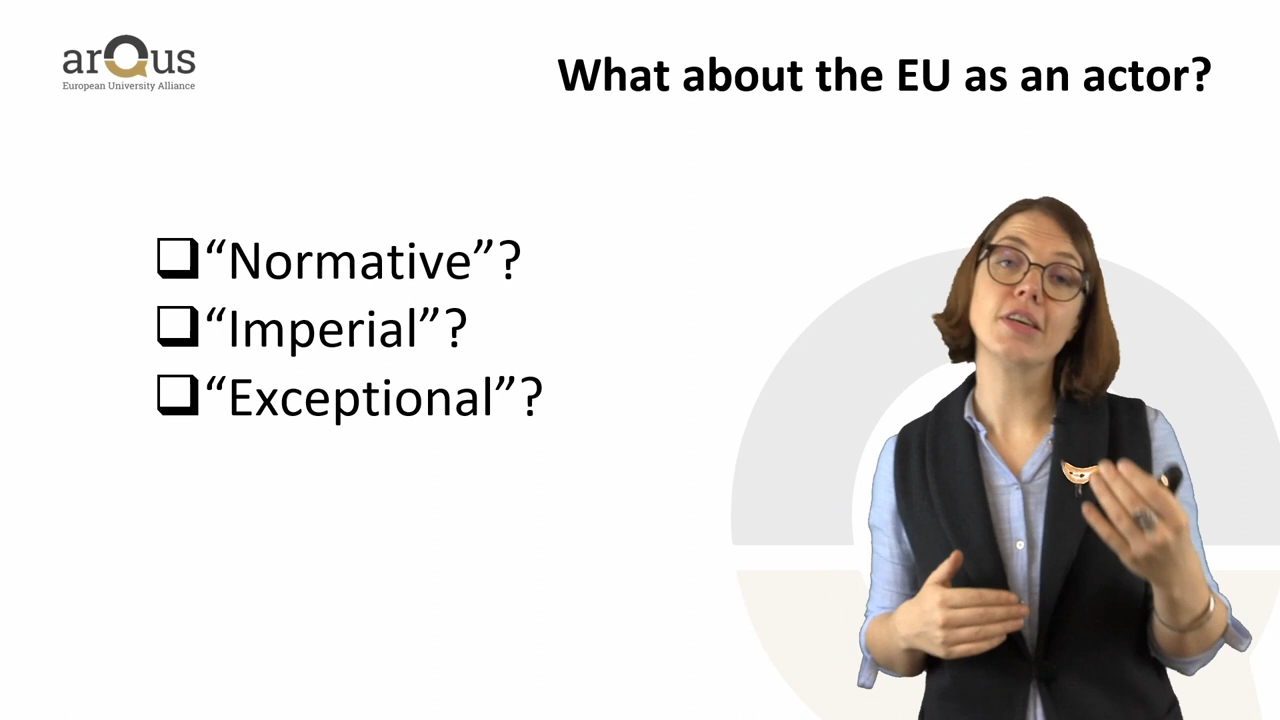 arQus
European University Alliance
What about the EU as an actor?
“Normative”?
“Imperial”?
“Exceptional”?